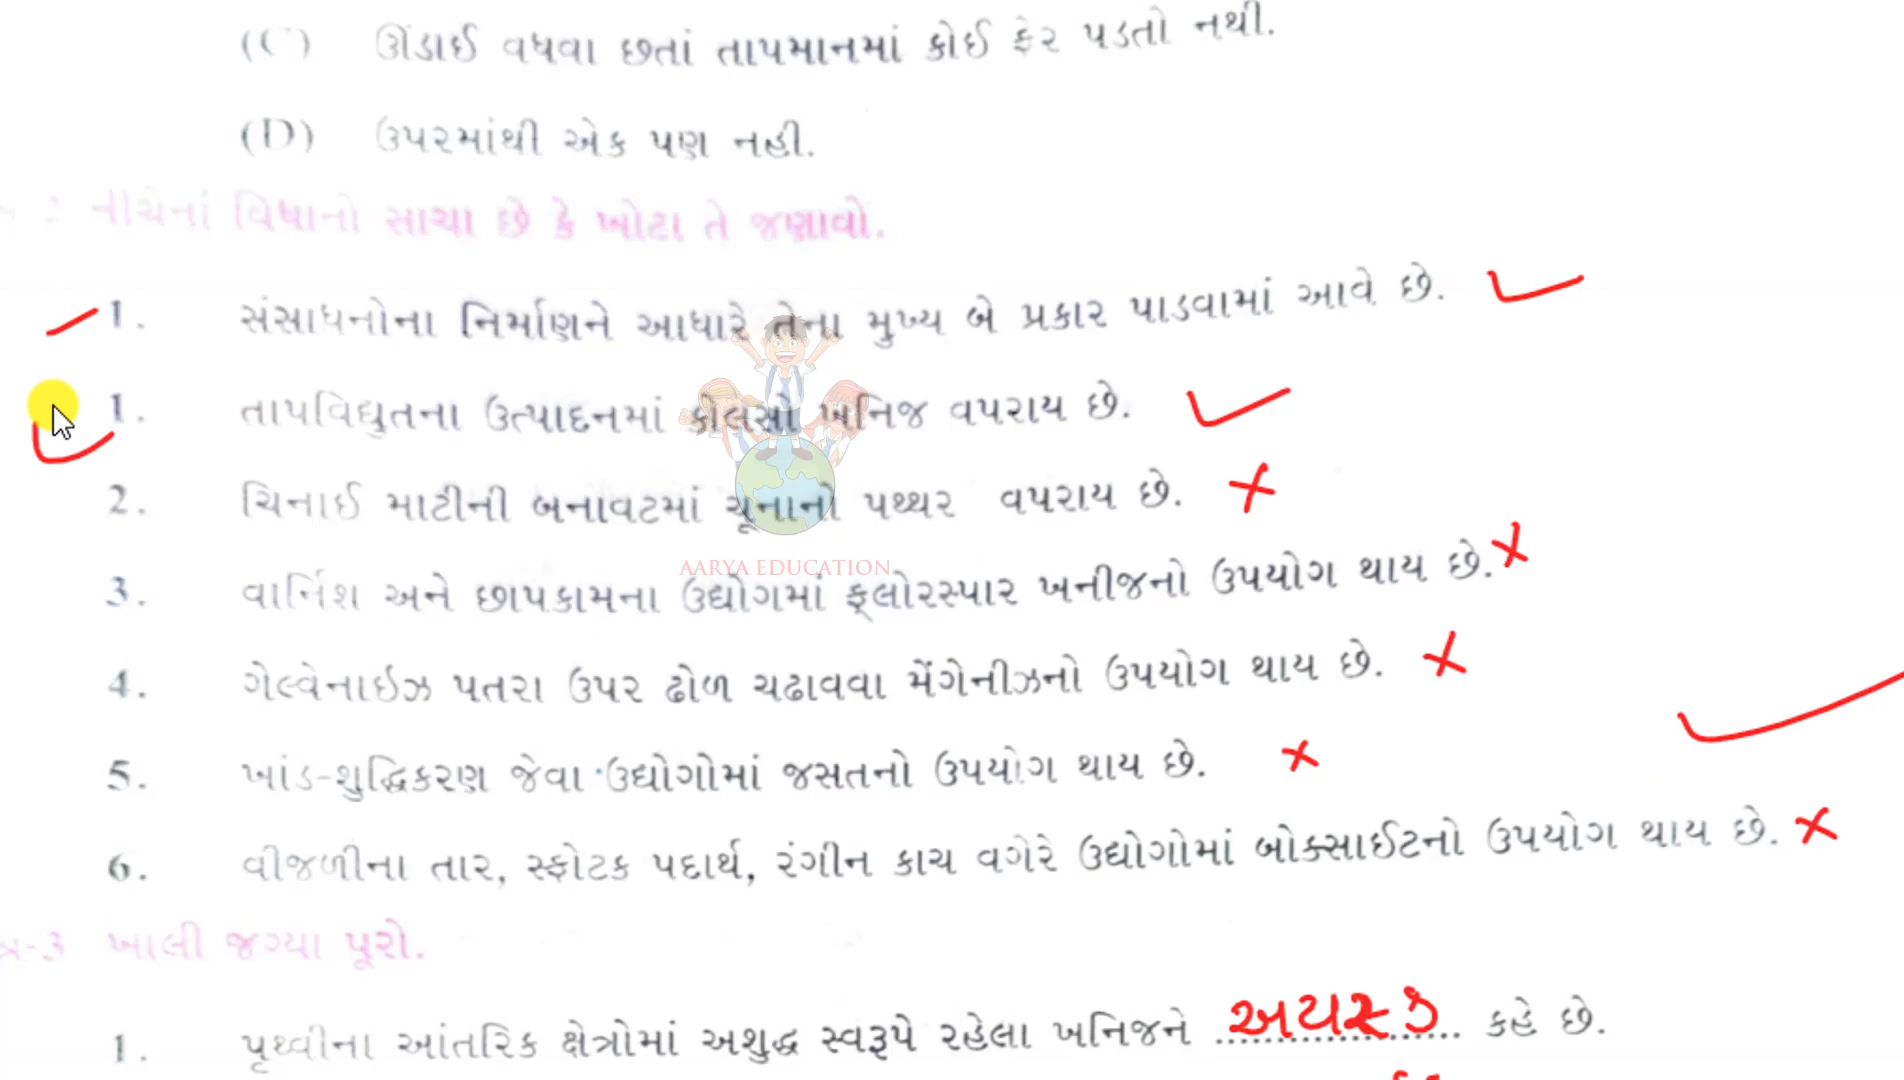 (C) ઊંડાઈ વધવા છતાં તાપમાનમાં કોઈ ફેર પડતો નથી.
(D) ઉપરમાંથી એક પણ નહી.
નીચેનાં વિધાનો સાચા છે કે ખોટા તે જણાવો.
1. સંસાધનોના નિર્માણને આધારે તેના મુખ્ય બે પ્રકાર પાડવામાં આવે છે.
1. તાપવિદ્યુતના ઉત્પાદનમાં કોલસો ખનિજ વપરાય છે.
2. ચિનાઈ માટીની બનાવટમાં ચૂનાનો પથ્થર વપરાય છે.
AARYA EDUCATION
3. વાર્નિશ અને છાપકામના ઉદ્યોગમાં ફ્લોરસ્પાર ખનીજનો ઉપયોગ થાય છે.
4. ગેલ્વેનાઇઝ પતરા ઉપર ઢોળ ચઢાવવા મેંગેનીઝનો ઉપયોગ થાય છે.
5. ખાંડ-શુદ્ધિકરણ જેવા ઉદ્યોગોમાં જસતનો ઉપયોગ થાય છે.
6. વીજળીના તાર, સ્ફોટક પદાર્થ, રંગીન કાચ વગેરે ઉદ્યોગોમાં બોક્સાઈટનો ઉપયોગ થાય છે.
પ્ર-3 ખાલી જગ્યા પૂરો.
1. પૃથ્વીના આંતરિક ક્ષેત્રોમાં અશુદ્ધ સ્વરૂપે રહેલા ખનિજને અયસ્ક કહે છે.